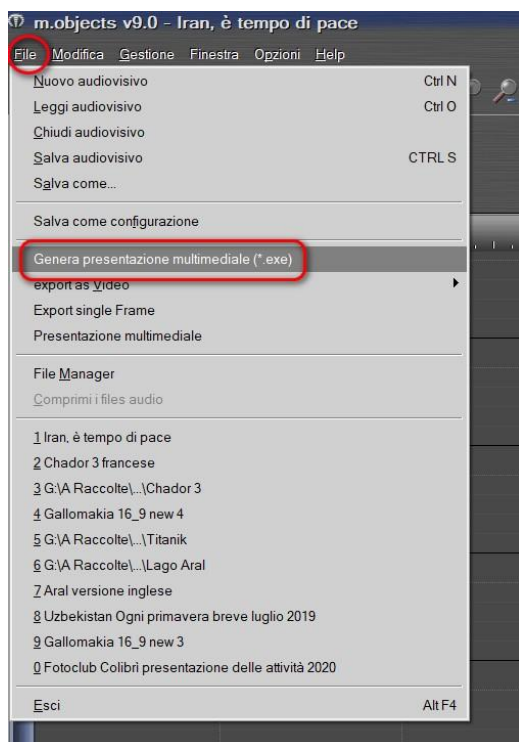 m.objects v9.0 - Iran, è tempo di pace
File Modifica Gestione Finestra Opzioni Help
Nuovo audiovisivo Ctrl N
Leggi audiovisivo Ctrl O
Chiudi audiovisivo
Salva audiovisivo CTRL S
Salva come...
Salva come configurazione
Genera presentazione multimediale (*.exe)
export as Video
Export single Frame
Presentazione multimediale
File Manager
Comprimi i files audio
1 Iran, è tempo di pace
2 Chador 3 francese
3 G:\A Raccolte\...\Chador 3
4 Gallomakia 16_9 new 4
5 G:\A Raccolte\...\Titanik
6 G:\A Raccolte\...\Lago Aral
7 Aral versione inglese
8 Uzbekistan Ogni primavera breve luglio 2019
9 Gallomakia 16_9 new 3
0 Fotoclub Colibrì presentazione delle attività 2020
Esci Alt F4